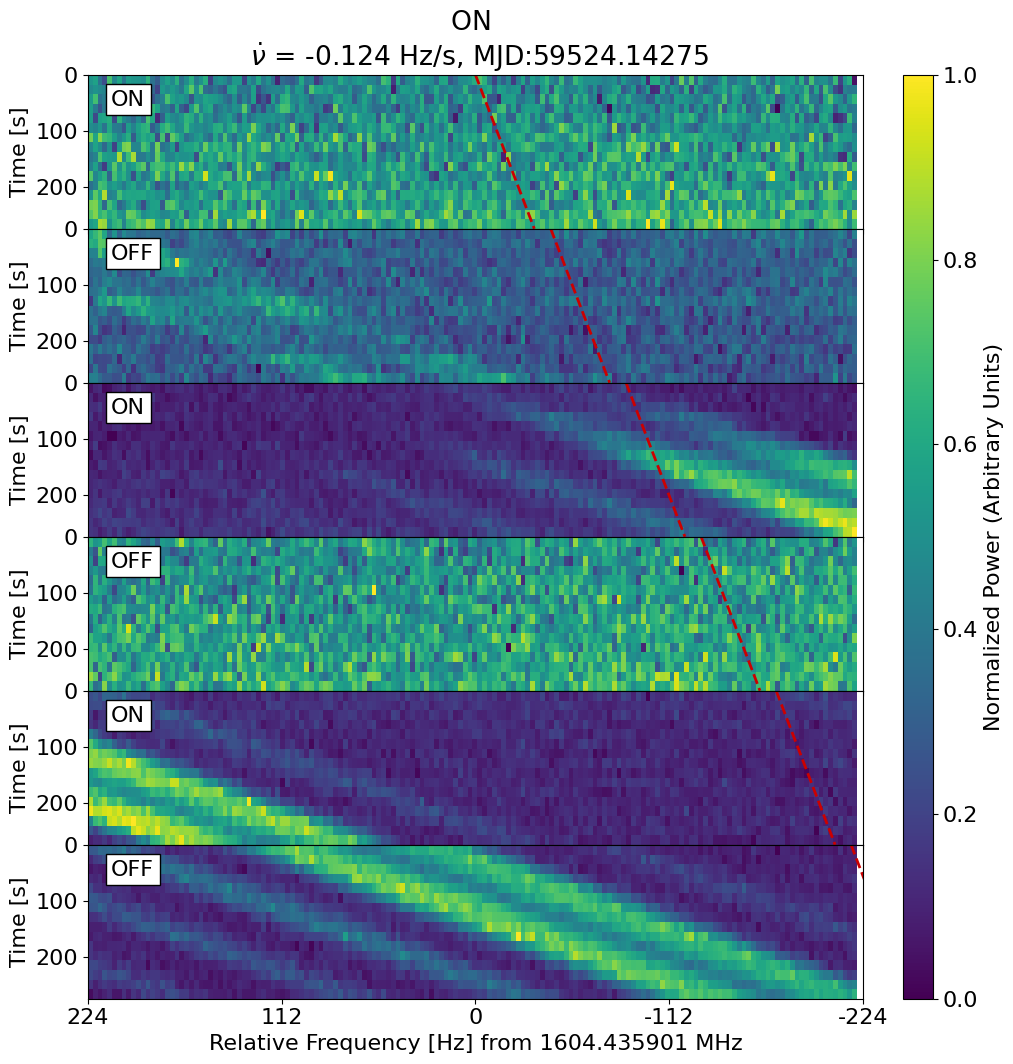 ON
ν̇ = -0.124 Hz/s, MJD:59524.14275
0
ON
100
Time [s]
200
0
OFF
100
Time [s]
200
0
ON
100
Time [s]
200
0
OFF
100
Time [s]
200
0
ON
100
Time [s]
200
0
OFF
100
Time [s]
200
224 112 0 -112 -224
Relative Frequency [Hz] from 1604.435901 MHz
1.0
0.8
0.6
0.4
0.2
0.0
Normalized Power (Arbitrary Units)